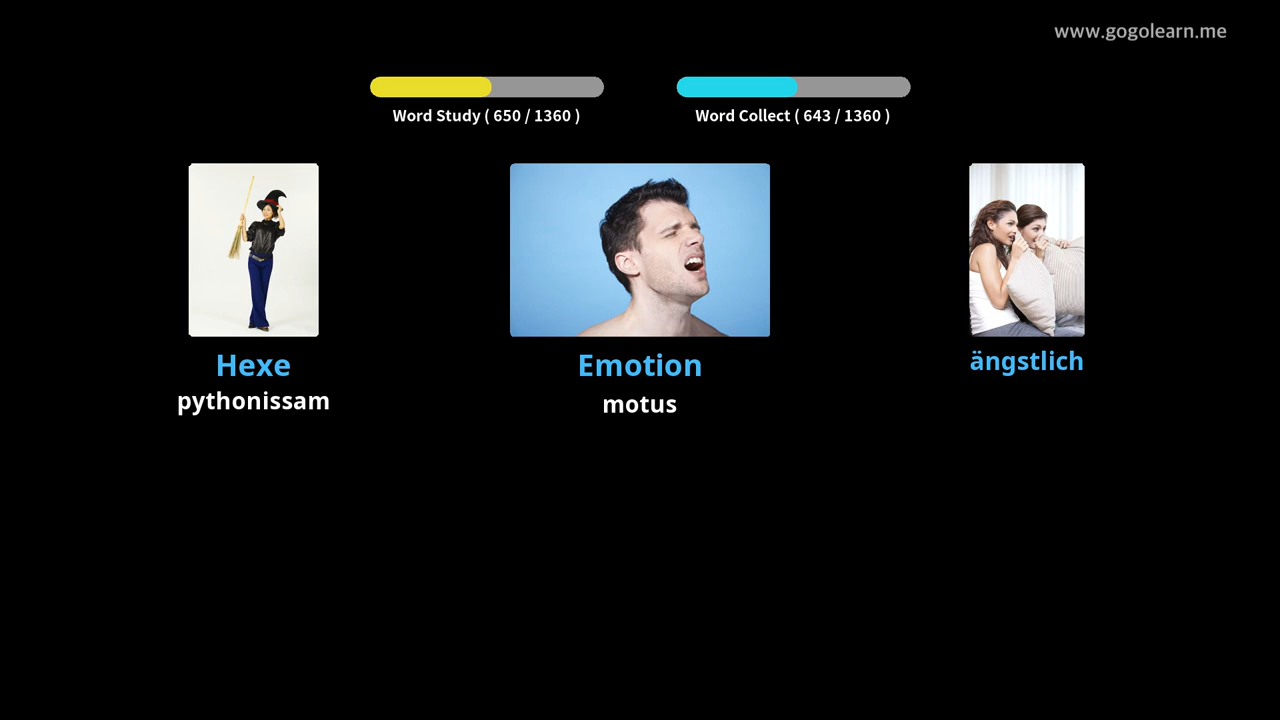 www.gogolearn.me
Word Study ( 650 / 1360 )
Word Collect ( 643 / 1360 )
Hexe
pythonissam
Emotion
motus
ängstlich